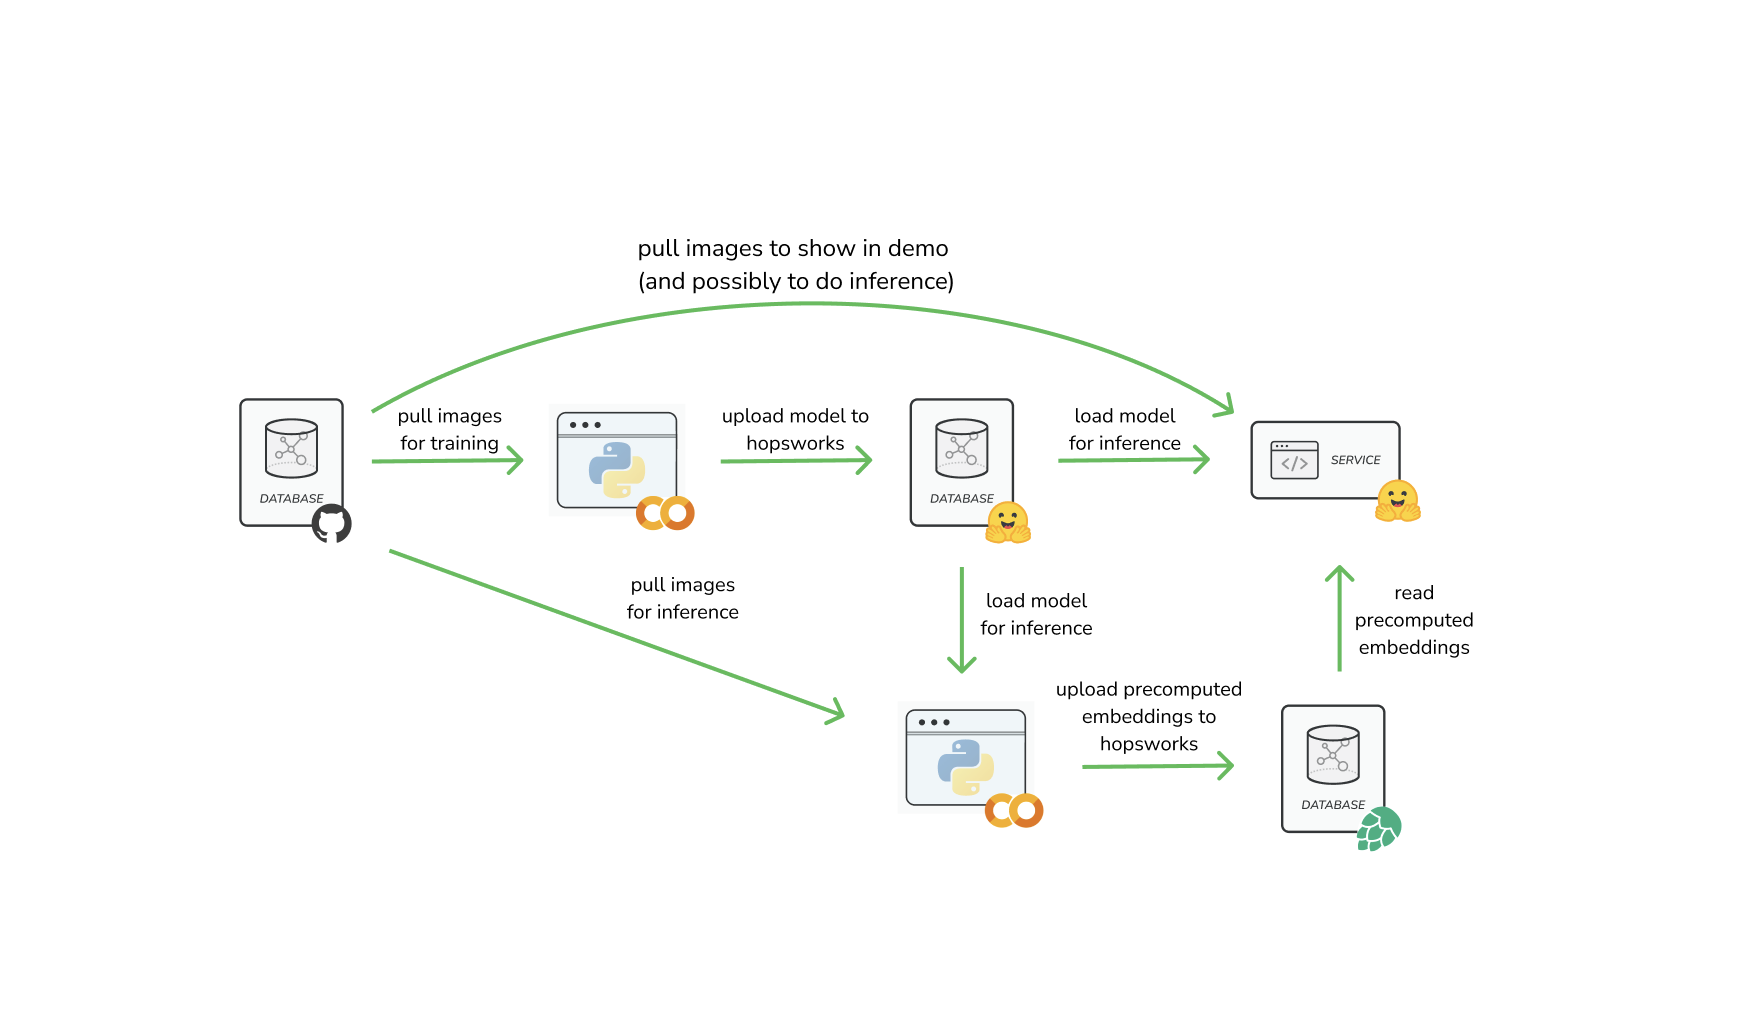 pull images to show in demo
(and possibly to do inference)
pull images
for training
upload model to
hopsworks
load model
for inference
DATABASE
DATABASE
SERVICE
pull images
for inference
load model
for inference
read
precomputed
embeddings
upload precomputed
embeddings to
hopsworks
DATABASE